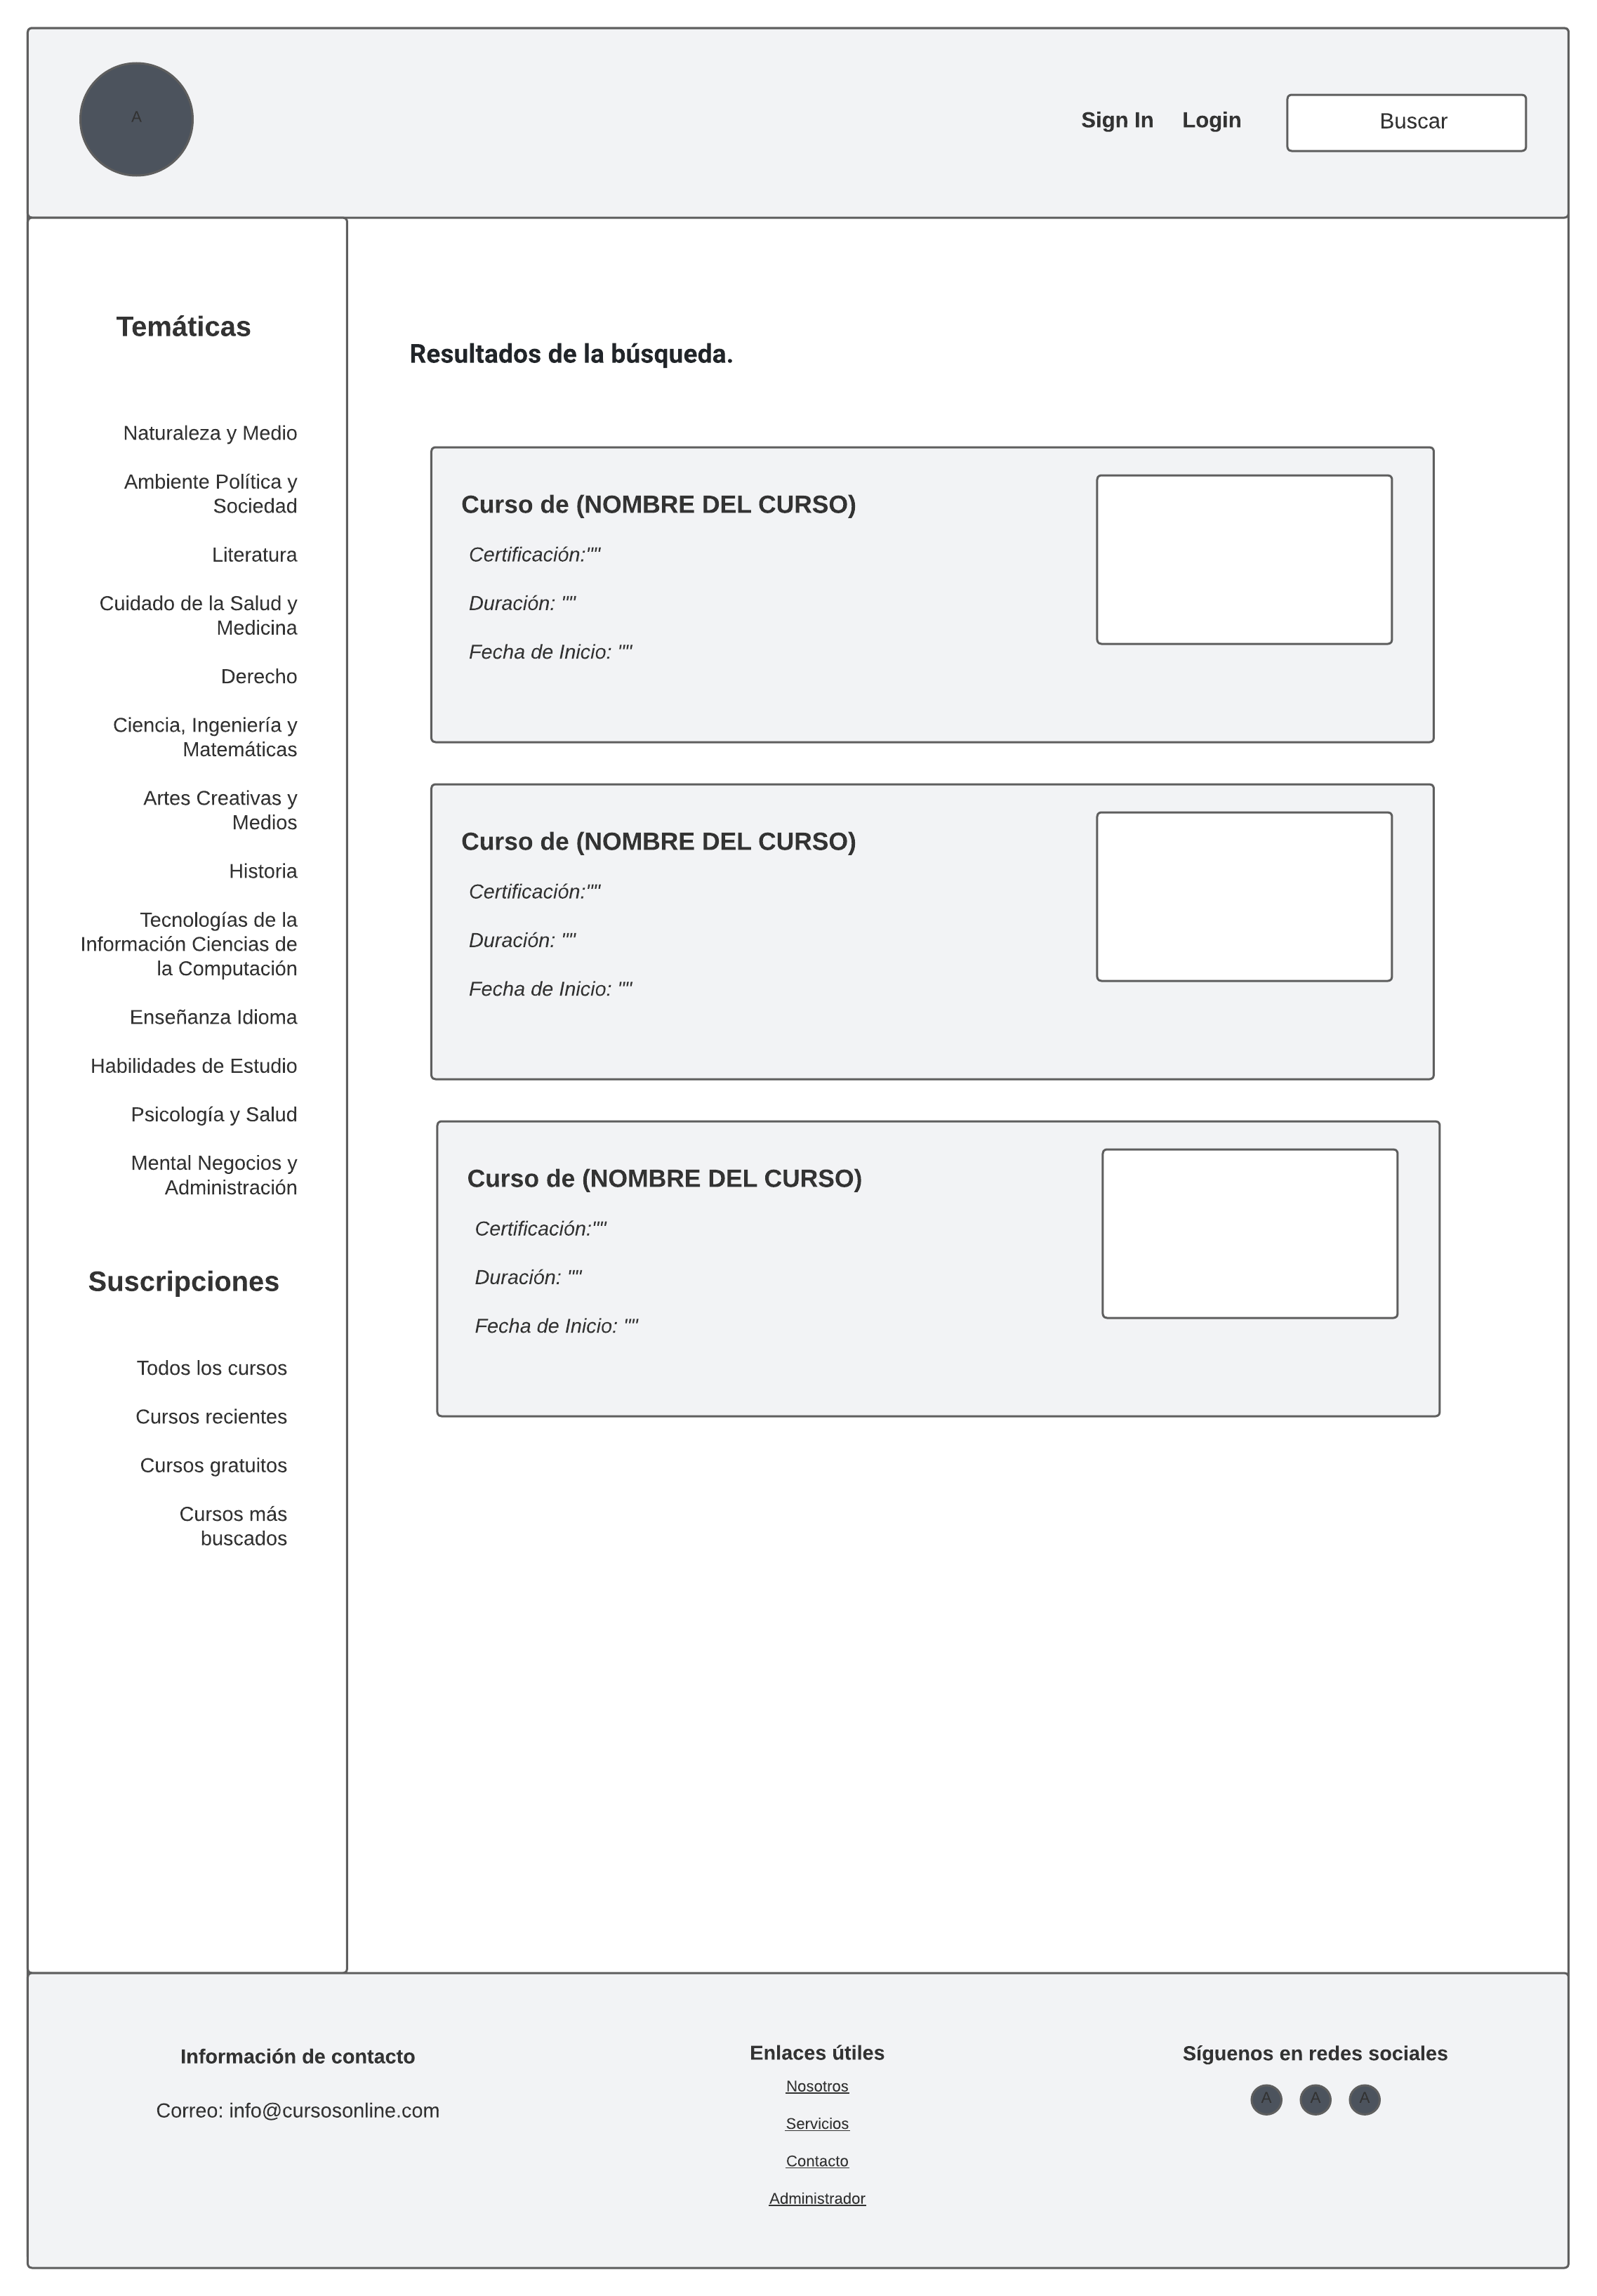 A
Sign In
Login
Buscar
Temáticas
Naturaleza y Medio
Ambiente Política y
Sociedad
Literatura
Cuidado de la Salud y
Medicina
Derecho
Ciencia, Ingeniería y
Matemáticas
Artes Creativas y
Medios
Historia
Tecnologías de la
Información Ciencias de
la Computación
Enseñanza Idioma
Habilidades de Estudio
Psicología y Salud
Mental Negocios y
Administración
Suscripciones
Todos los cursos
Cursos recientes
Cursos gratuitos
Cursos más
buscados
Resultados de la búsqueda.
Curso de (NOMBRE DEL CURSO)
Certificación:""
Duración: ""
Fecha de Inicio: ""
Curso de (NOMBRE DEL CURSO)
Certificación:""
Duración: ""
Fecha de Inicio: ""
Curso de (NOMBRE DEL CURSO)
Certificación:""
Duración: ""
Fecha de Inicio: ""
Información de contacto
Correo: info@cursosonline.com
Enlaces útiles
Nosotros
Servicios
Contacto
Administrador
Síguenos en redes sociales
A A A